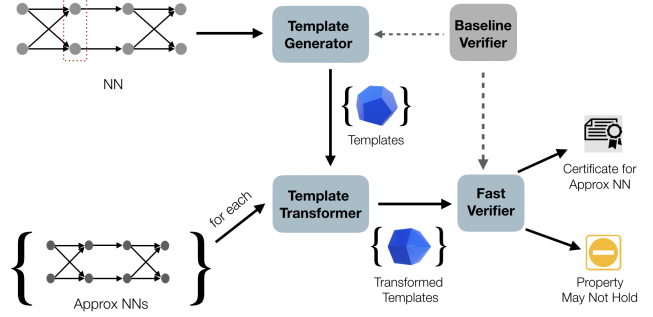 NN
Template
Generator
Baseline
Verifier
Templates
for each
Template
Transformer
Fast
Verifier
Certificate for
Approx NN
Approx NNs
Transformed
Templates
Property
May Not Hold